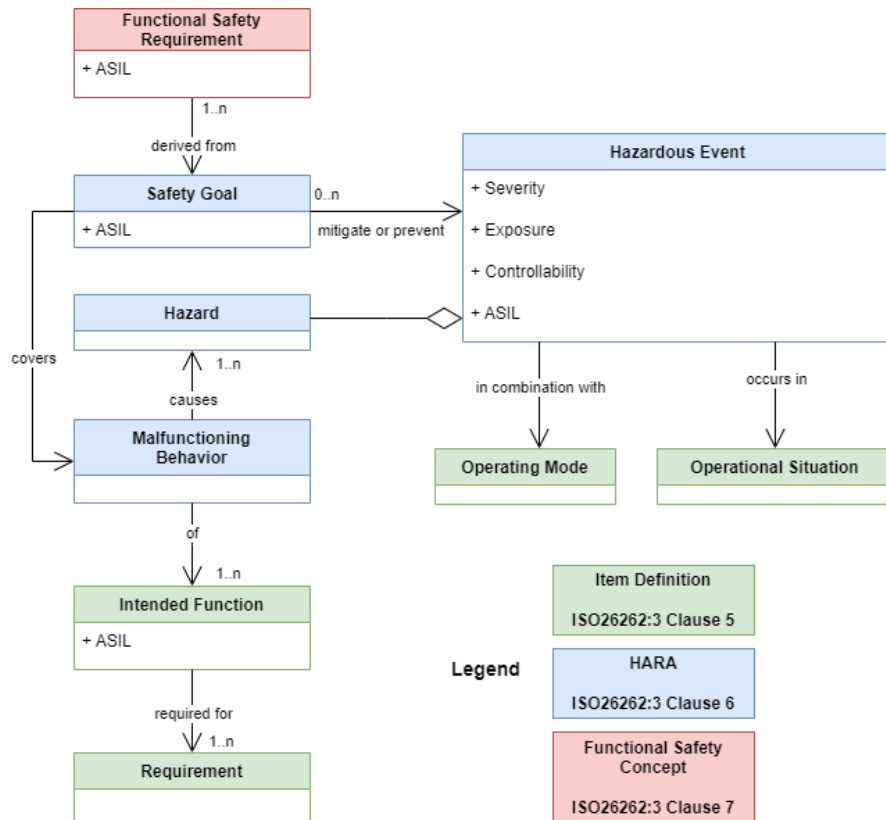 Functional Safety
Requirement
+ ASIL
1..n
derived from
Safety Goal
+ ASIL
0..n
mitigate or prevent
Hazardous Event
+ Severity
+ Exposure
+ Controllability
+ ASIL
Hazard
covers
1..n
causes
in combination with
occurs in
Malfunctioning
Behavior
Operating Mode
Operational Situation
of
1..n
Intended Function
+ ASIL
required for
1..n
Requirement
Legend
Item Definition
ISO26262:3 Clause 5
HARA
ISO26262:3 Clause 6
Functional Safety
Concept
ISO26262:3 Clause 7